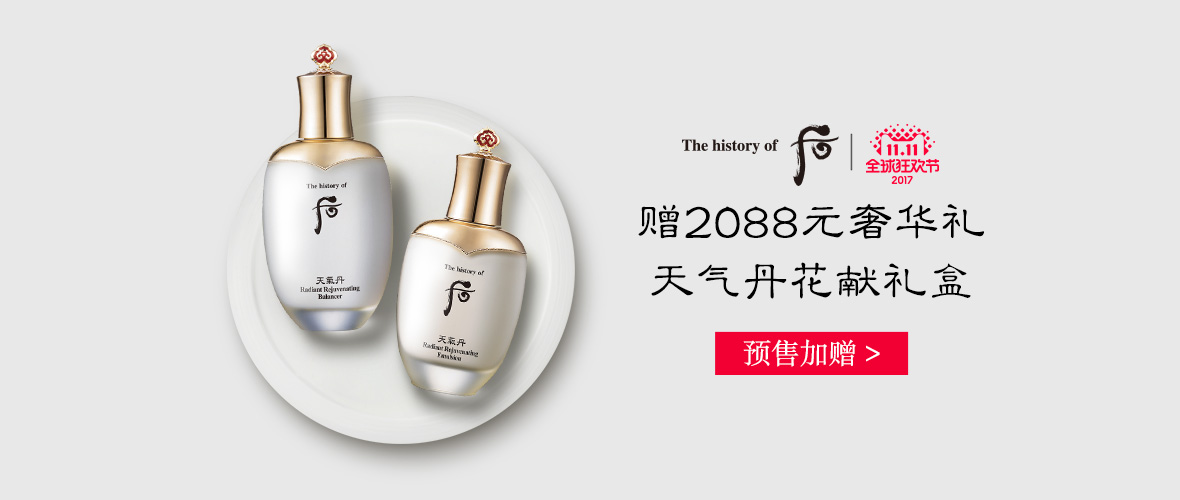 The history of
后
天氣丹
Radiant Rejuvenating
Balancer
The history of
后
天氣丹
Radiant Rejuvenating
Emulsion
The history of 后
11.11
全球狂欢节
2017
赠2088元奢华礼
天气丹花献礼盒
预售加赠 >